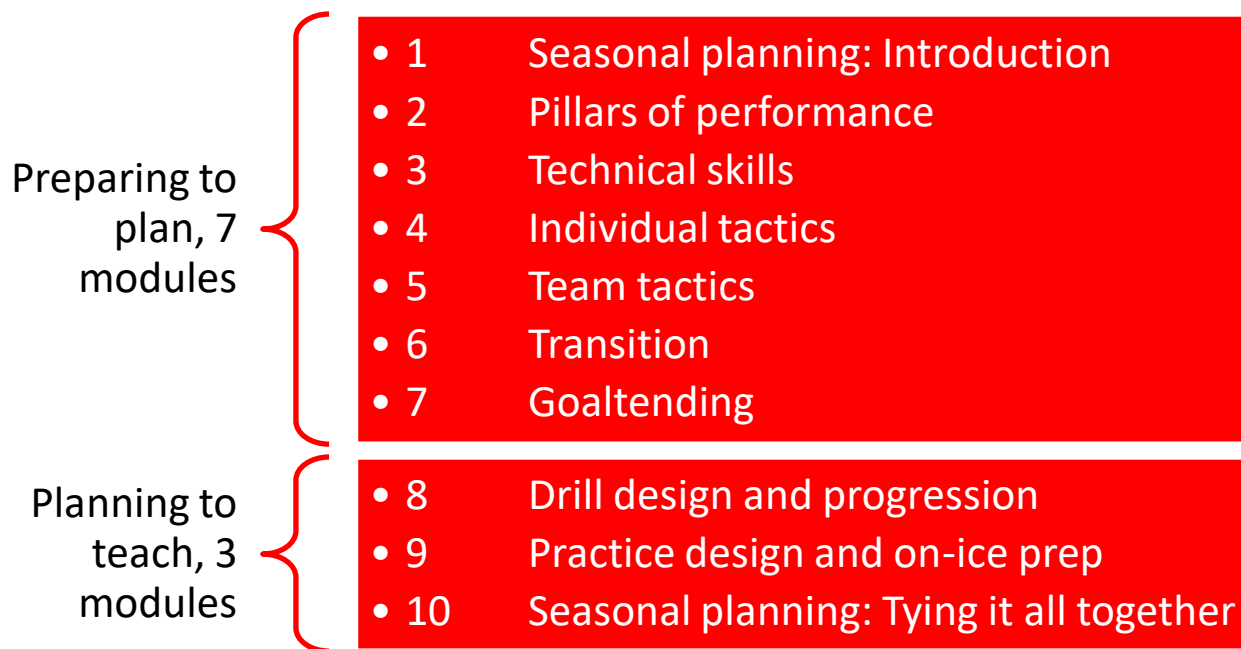 Preparing to
plan, 7
modules
• 1 Seasonal planning: Introduction
• 2 Pillars of performance
• 3 Technical skills
• 4 Individual tactics
• 5 Team tactics
• 6 Transition
• 7 Goaltending
Planning to
teach, 3
modules
• 8 Drill design and progression
• 9 Practice design and on-ice prep
• 10 Seasonal planning: Tying it all together